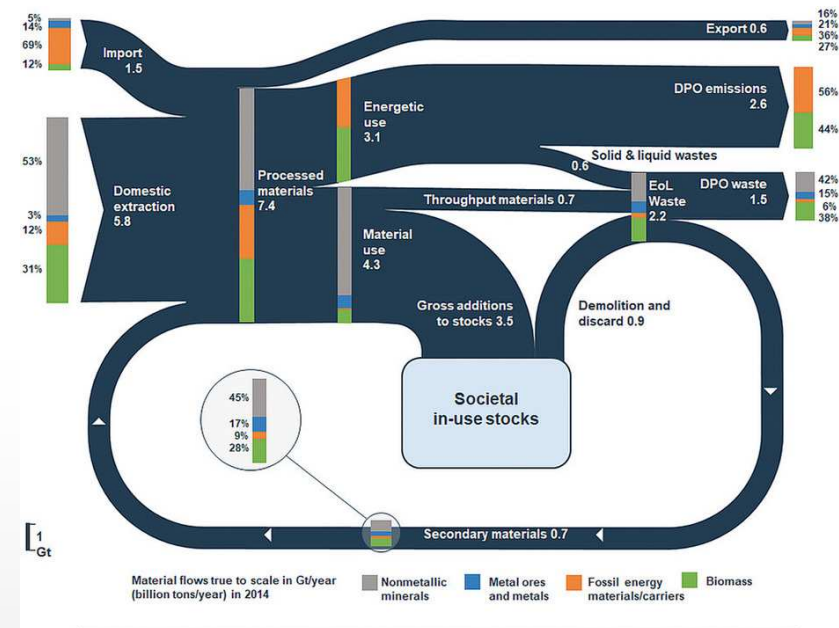 5%
14%
69%
12%
Import
1.5
Export 0.6
16%
21%
36%
27%
53%
3%
12%
31%
Domestic
extraction
5.8
Processed
materials
7.4
Energetic
use
3.1
DPO emissions
2.6
56%
44%
Solid & liquid wastes
0.6
Throughput materials 0.7
EoL
Waste
2.2
DPO waste
1.5
42%
15%
6%
38%
Material
use
4.3
Gross additions
to stocks 3.5
Demolition and
discard 0.9
Societal
in-use stocks
45%
17%
9%
28%
Secondary materials 0.7
1
Gt
Material flows true to scale in Gt/year
(billion tons/year) in 2014
Nonmetallic
minerals
Metal ores
and metals
Fossil energy
materials/carriers
Biomass